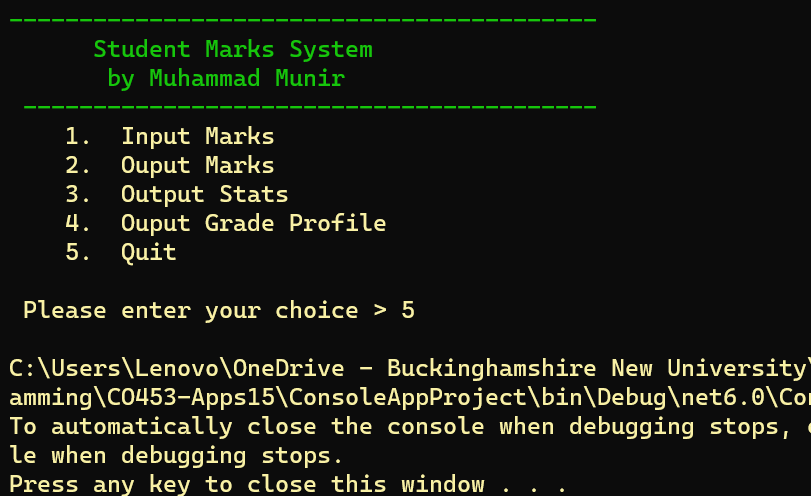 ------------------------------------------
Student Marks System
by Muhammad Munir
-----------------------------------------
1. Input Marks
2. Ouput Marks
3. Output Stats
4. Ouput Grade Profile
5. Quit
Please enter your choice > 5
C:\Users\Lenovo\OneDrive - Buckinghamshire New University\
amming\CO453-Apps15\ConsoleAppProject\bin\Debug\net6.0\Con
To automatically close the console when debugging stops,
le when debugging stops.
Press any key to close this window . . .